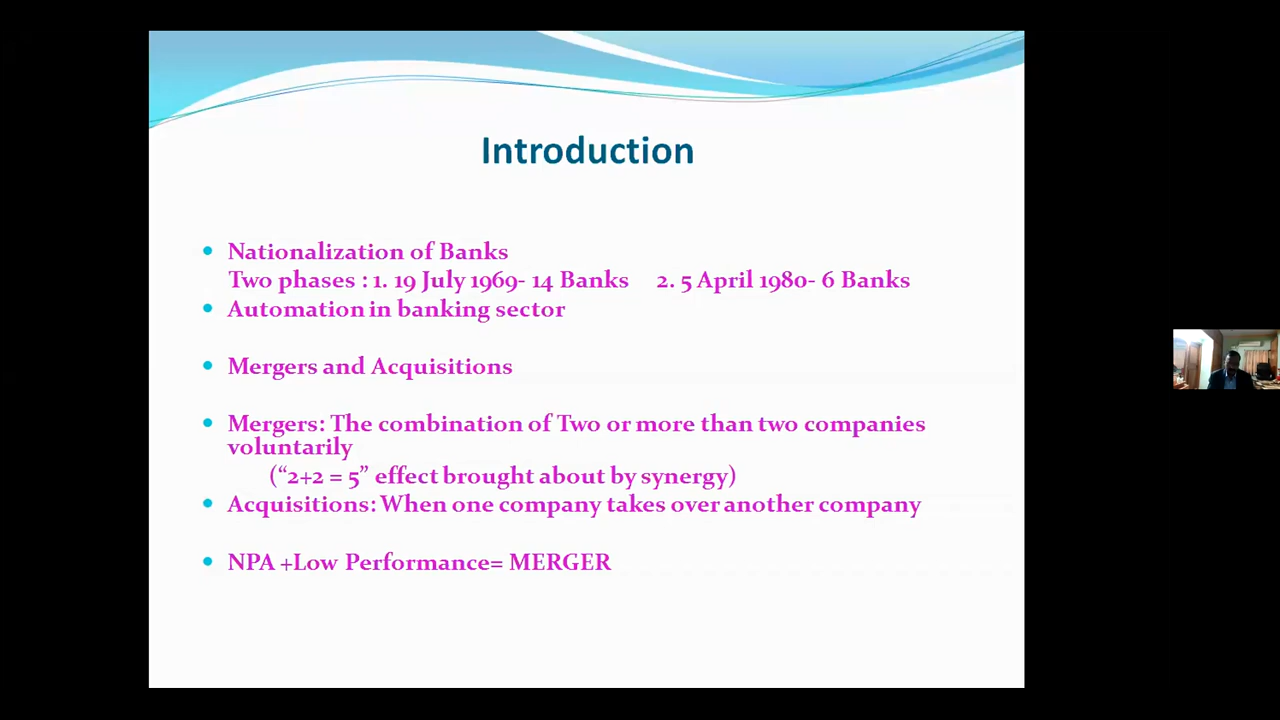 Introduction
Nationalization of Banks
Two phases : 1. 19 July 1969- 14 Banks 2. 5 April 1980- 6 Banks
Automation in banking sector
Mergers and Acquisitions
Mergers: The combination of Two or more than two companies
voluntarily
(“2+2 = 5” effect brought about by synergy)
Acquisitions: When one company takes over another company
NPA +Low Performance= MERGER